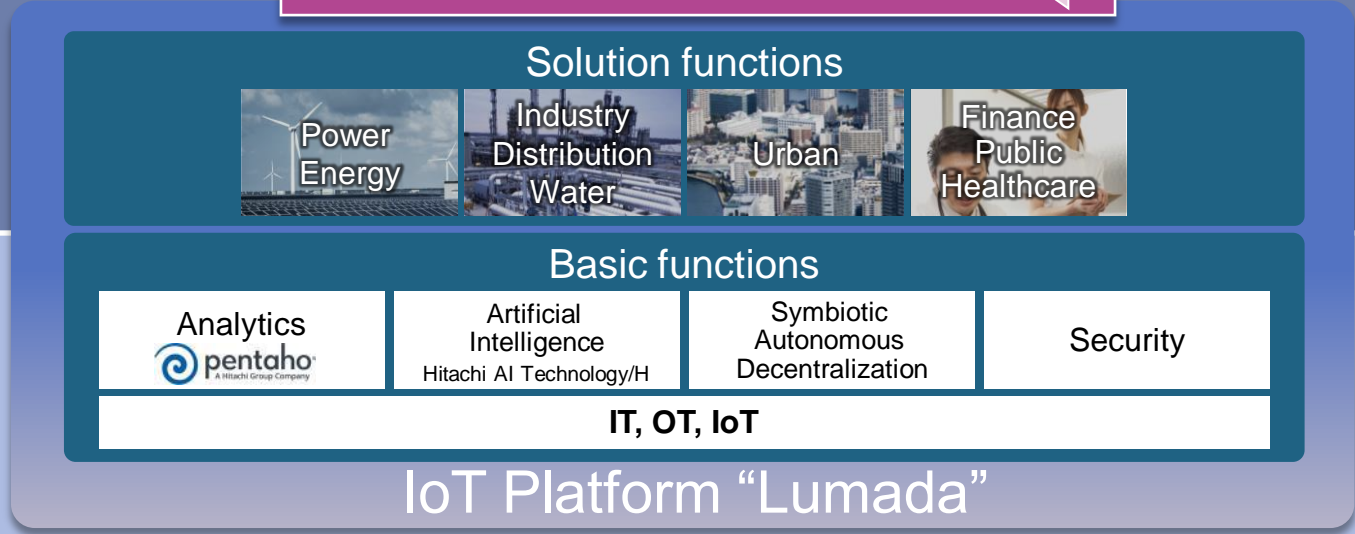 Solution functions
Power
Energy
Industry
Distribution
Water
Urban
Finance
Public
Healthcare
Basic functions
Analytics
pentaho
A Hitachi Group Company
Artificial
Intelligence
Hitachi AI Technology/H
Symbiotic
Autonomous
Decentralization
Security
IT, OT, IoT
IoT Platform “Lumada”